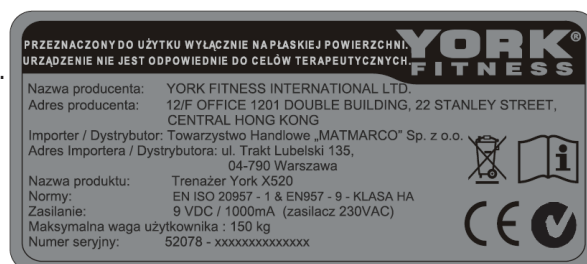 PRZEZNACZONY DO UŻYTKU WYŁĄCZNIE NA PŁASKIEJ POWIERZCHNI.
URZĄDZENIE NIE JEST ODPOWIEDNIE DO CELÓW TERAPEUTYCZNYCH.
YORK®
FITNESS
Nazwa producenta: YORK FITNESS INTERNATIONAL LTD.
Adres producenta: 12/F OFFICE 1201 DOUBLE BUILDING, 22 STANLEY STREET,
CENTRAL HONG KONG
Importer / Dystrybutor: Towarzystwo Handlowe „MATMARCO” Sp. z o.o.
Adres Importera / Dystrybutora: ul. Trakt Lubelski 135,
04-790 Warszawa
Nazwa produktu: Trenażer York X520
Normy: EN ISO 20957 - 1 & EN957 - 9 - KLASA HA
Zasilanie: 9 VDC / 1000mA (zasilacz 230VAC)
Maksymalna waga użytkownika : 150 kg
Numer seryjny: 52078 - xxxxxxxxxxxxxx
CE